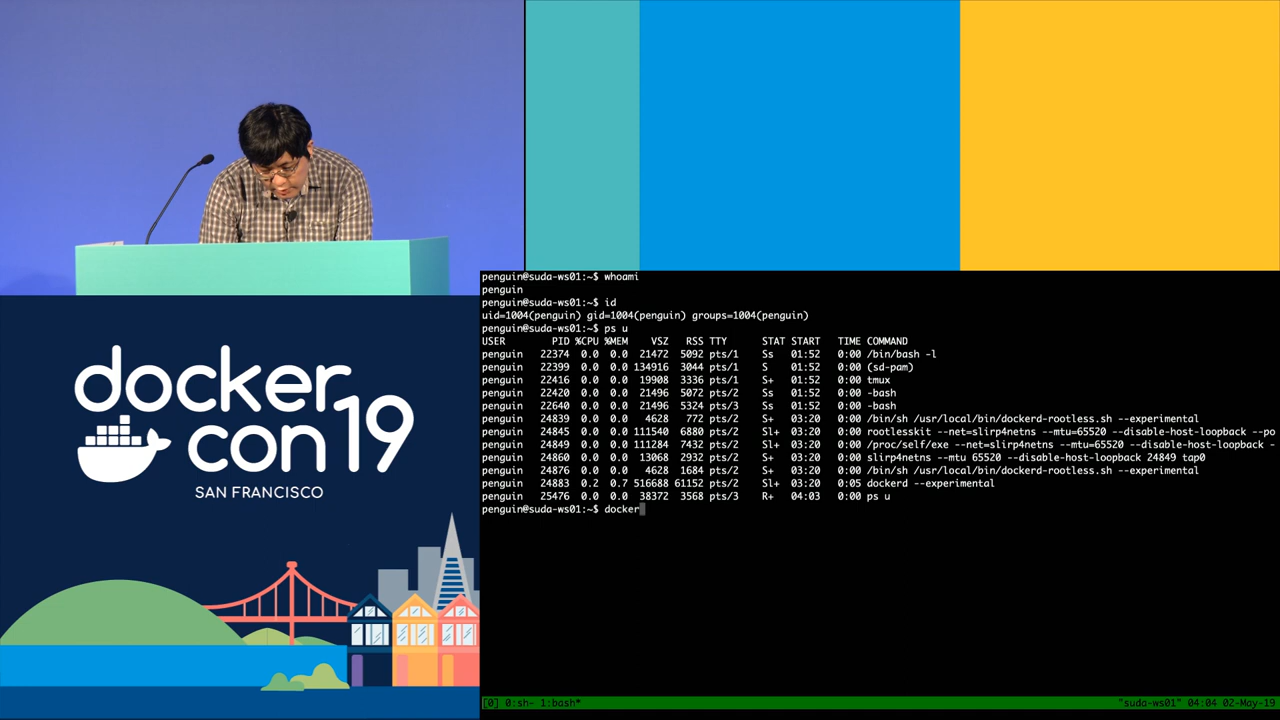 docker
con19
SAN FRANCISCO
penguin@suda-ws01:~$ whoami
penguin
penguin@suda-ws01:~$ id
uid=1004(penguin) gid=1004(penguin) groups=1004(penguin)
penguin@suda-ws01:~$ ps u
USER PID %CPU %MEM VSZ RSS TTY STAT START TIME COMMAND
penguin 22374 0.0 0.0 21472 5092 pts/1 Ss 01:52 0:00 /bin/bash -l
penguin 22399 0.0 0.0 134916 3044 pts/1 S 01:52 0:00 (sd-pam)
penguin 22416 0.0 0.0 19908 3336 pts/1 S+ 01:52 0:00 tmux
penguin 22420 0.0 0.0 21496 5072 pts/2 Ss 01:52 0:00 -bash
penguin 22640 0.0 0.0 21496 5324 pts/3 Ss 01:52 0:00 -bash
penguin 24839 0.0 0.0 4628 772 pts/2 S+ 03:20 0:00 /bin/sh /usr/local/bin/dockerd-rootless.sh --experimental
penguin 24845 0.0 0.0 111540 6880 pts/2 Sl+ 03:20 0:00 rootlesskit --net=slirp4netns --mtu=65520 --disable-host-loopback --po
penguin 24849 0.0 0.0 111284 7432 pts/2 Sl+ 03:20 0:00 /proc/self/exe --net=slirp4netns --mtu=65520 --disable-host-loopback -
penguin 24860 0.0 0.0 13068 2932 pts/2 S+ 03:20 0:00 slirp4netns --mtu 65520 --disable-host-loopback 24849 tap0
penguin 24876 0.0 0.0 4628 1684 pts/2 S+ 03:20 0:00 /bin/sh /usr/local/bin/dockerd-rootless.sh --experimental
penguin 24883 0.2 0.7 516688 61152 pts/2 Sl+ 03:20 0:05 dockerd --experimental
penguin 25476 0.0 0.0 38372 3568 pts/3 R+ 04:03 0:00 ps u
penguin@suda-ws01:~$ docker
[0] 0:sh- 1:bash* "suda-ws01" 04:04 02-May-19